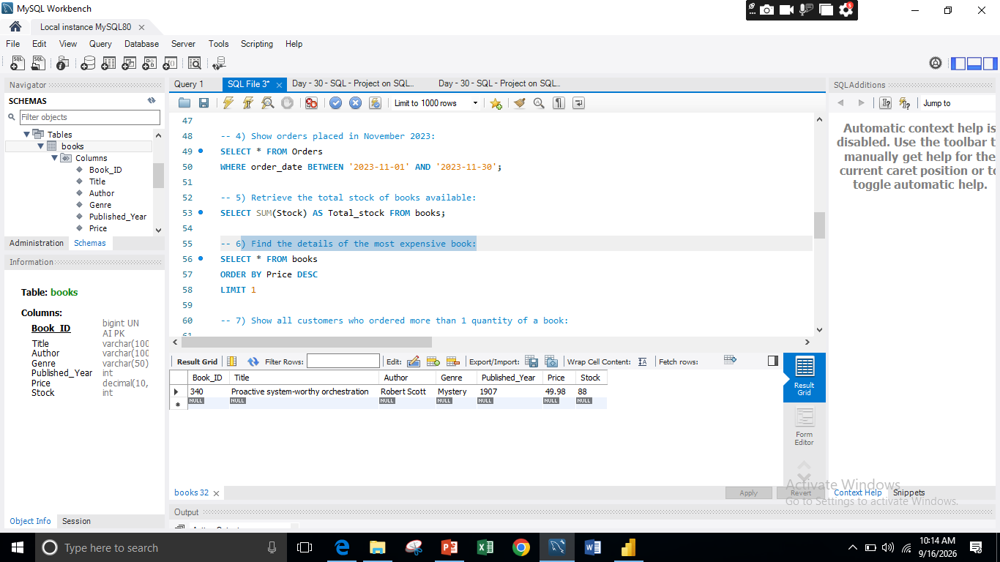 MySQL Workbench
5
Local instance MySQL80
File Edit View Query Database Server Tools Scripting Help
Navigator
SCHEMAS
Filter objects
Tables
books
Columns
Book_ID
Title
Author
Genre
Published_Year
Price
Administration Schemas
Information
Table: books
Columns:
Book_ID bigint UN
AI PK
Title varchar(100
Author varchar(100
Genre varchar(50)
Published_Year int
Price decimal(10,
Stock int
Object Info Session
Query 1 SQL File 3* Day - 30 - SQL - Project on SQL... Day - 30 - SQL - Project on SQL...
Limit to 1000 rows
47
48 -- 4) Show orders placed in November 2023:
49 SELECT * FROM Orders
50 WHERE order_date BETWEEN '2023-11-01' AND '2023-11-30';
51
52 -- 5) Retrieve the total stock of books available:
53 SELECT SUM(Stock) AS Total_stock FROM books;
54
55 -- 6) Find the details of the most expensive book:
56 SELECT * FROM books
57 ORDER BY Price DESC
58 LIMIT 1
59
60 -- 7) Show all customers who ordered more than 1 quantity of a book:
Result Grid Filter Rows: Edit: Export/Import: Wrap Cell Content: Fetch rows:
Book_ID Title Author Genre Published_Year Price Stock
340 Proactive system-worthy orchestration Robert Scott Mystery 1907 49.98 88
NULL NULL NULL NULL NULL NULL NULL
Result
Grid
Form
Editor
books 32
Apply Revert
Output
SQLAdditions
Jump to
Automatic context help is
disabled. Use the toolbar t
manually get help for the
current caret position or to
toggle automatic help.
Context Help Snippets
Activate Windows
Go to Settings to activate Windows.
Type here to search
10:14 AM
9/16/2026